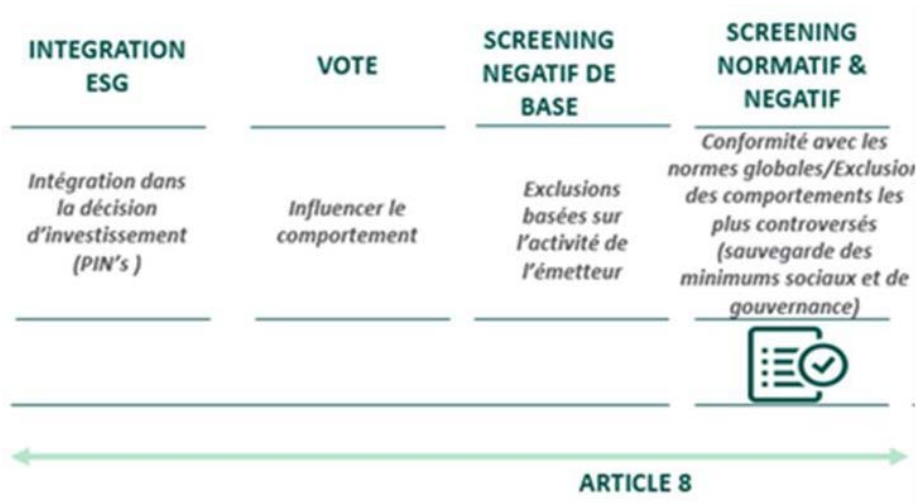 INTEGRATION
ESG
VOTE
SCREENING
NEGATIF DE
BASE
SCREENING
NORMATIF &
NEGATIF
Intégration dans
la décision
d'investissement
(PIN's )
Influencer le
comportement
Exclusions
basées sur
l'activité de
l'émetteur
Conformité avec les
normes globales/Exclusion
des comportements les
plus controversés
(sauvegarde des
minimums sociaux et de
gouvernance)
ARTICLE 8